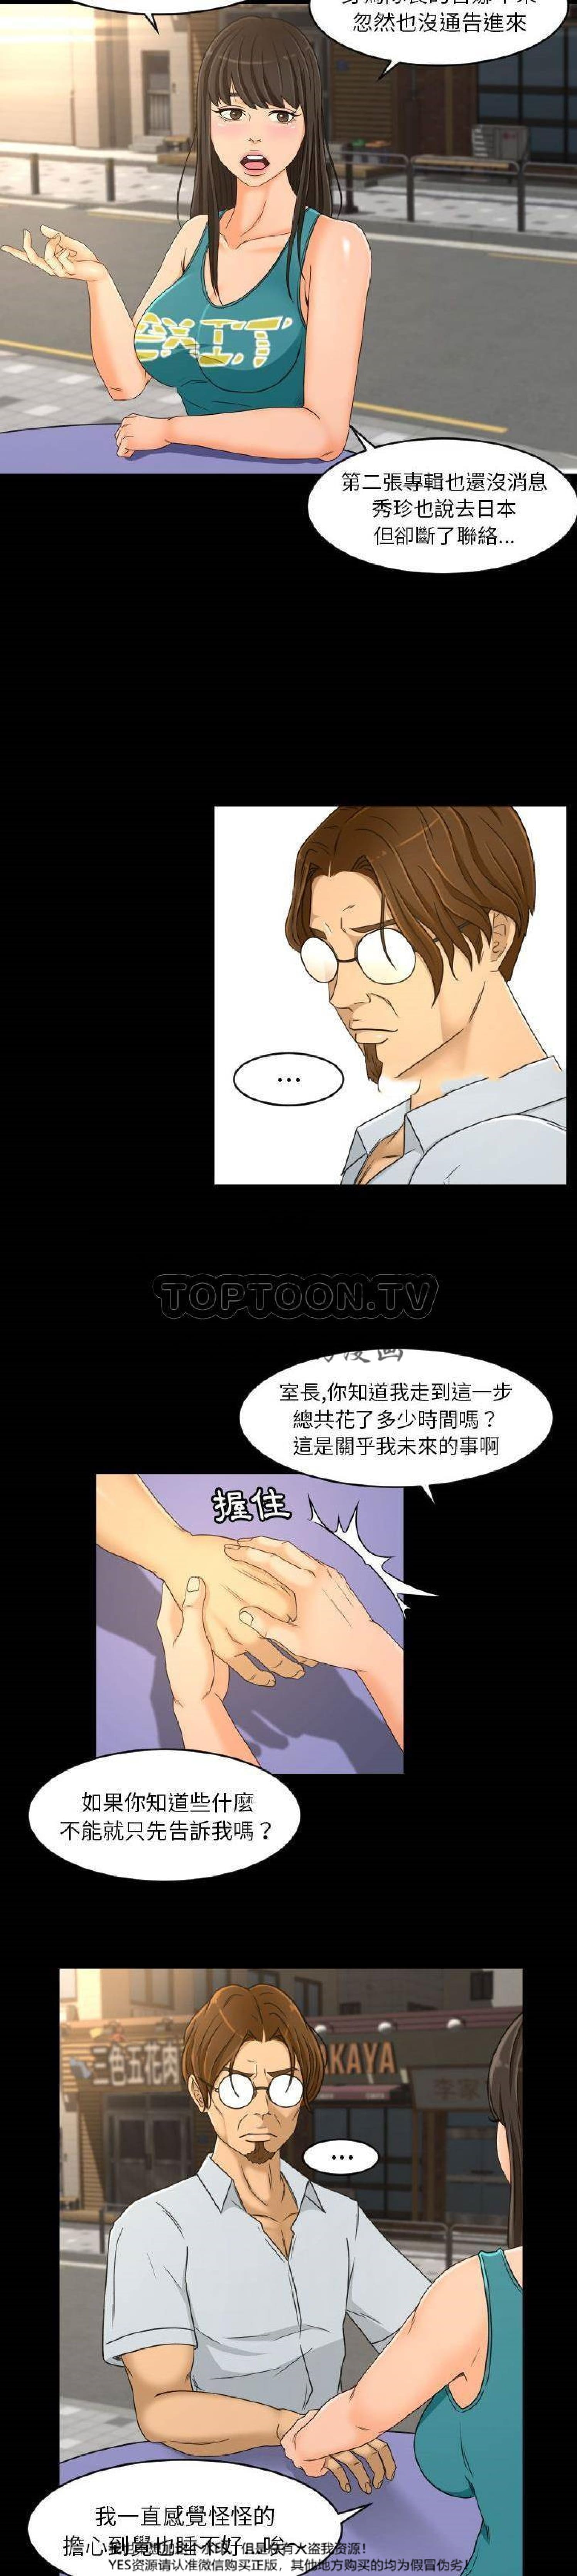 忽然也沒通告進來
EXIT
第二張專輯也還沒消息
秀珍也說去日本
但卻斷了聯絡...
...
TOPTOON.TV
漫画
室長,你知道我走到這一步
總共花了多少時間嗎？
這是關乎我未來的事啊
握住
如果你知道些什麼
不能就只先告訴我嗎？
三色五花肉
KAYA
...
我一直感覺怪怪的
擔心到覺也睡不好 唉~
YES资源请认准微信购买正版，其他地方购买的均为假冒伪劣！